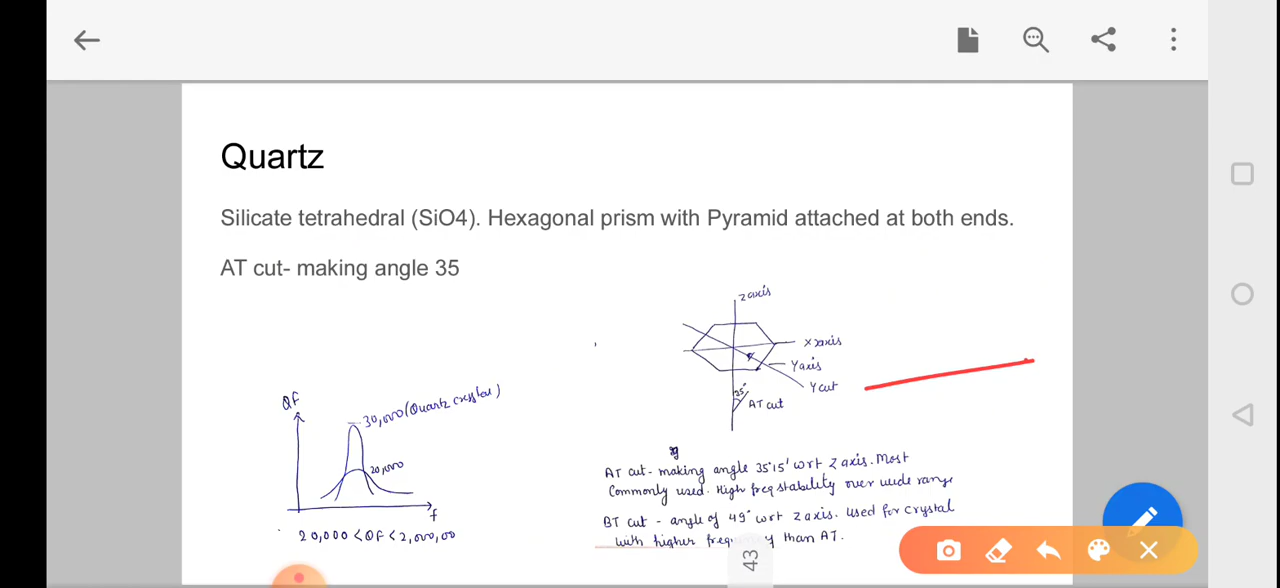 Quartz
Silicate tetrahedral (SiO4). Hexagonal prism with Pyramid attached at both ends.
AT cut- making angle 35
Z axis
X axis
Y axis
Y cut
35°
AT cut
QF
30,000 (Quartz crystal)
20,000
f
20,000 < QF < 2,000,00
AT cut - making angle 35°15' wrt Z axis. Most
Commonly used. High freq stability over wide range
BT cut - angle of 49° wrt Z axis. Used for crystal
with higher frequency than AT.
43